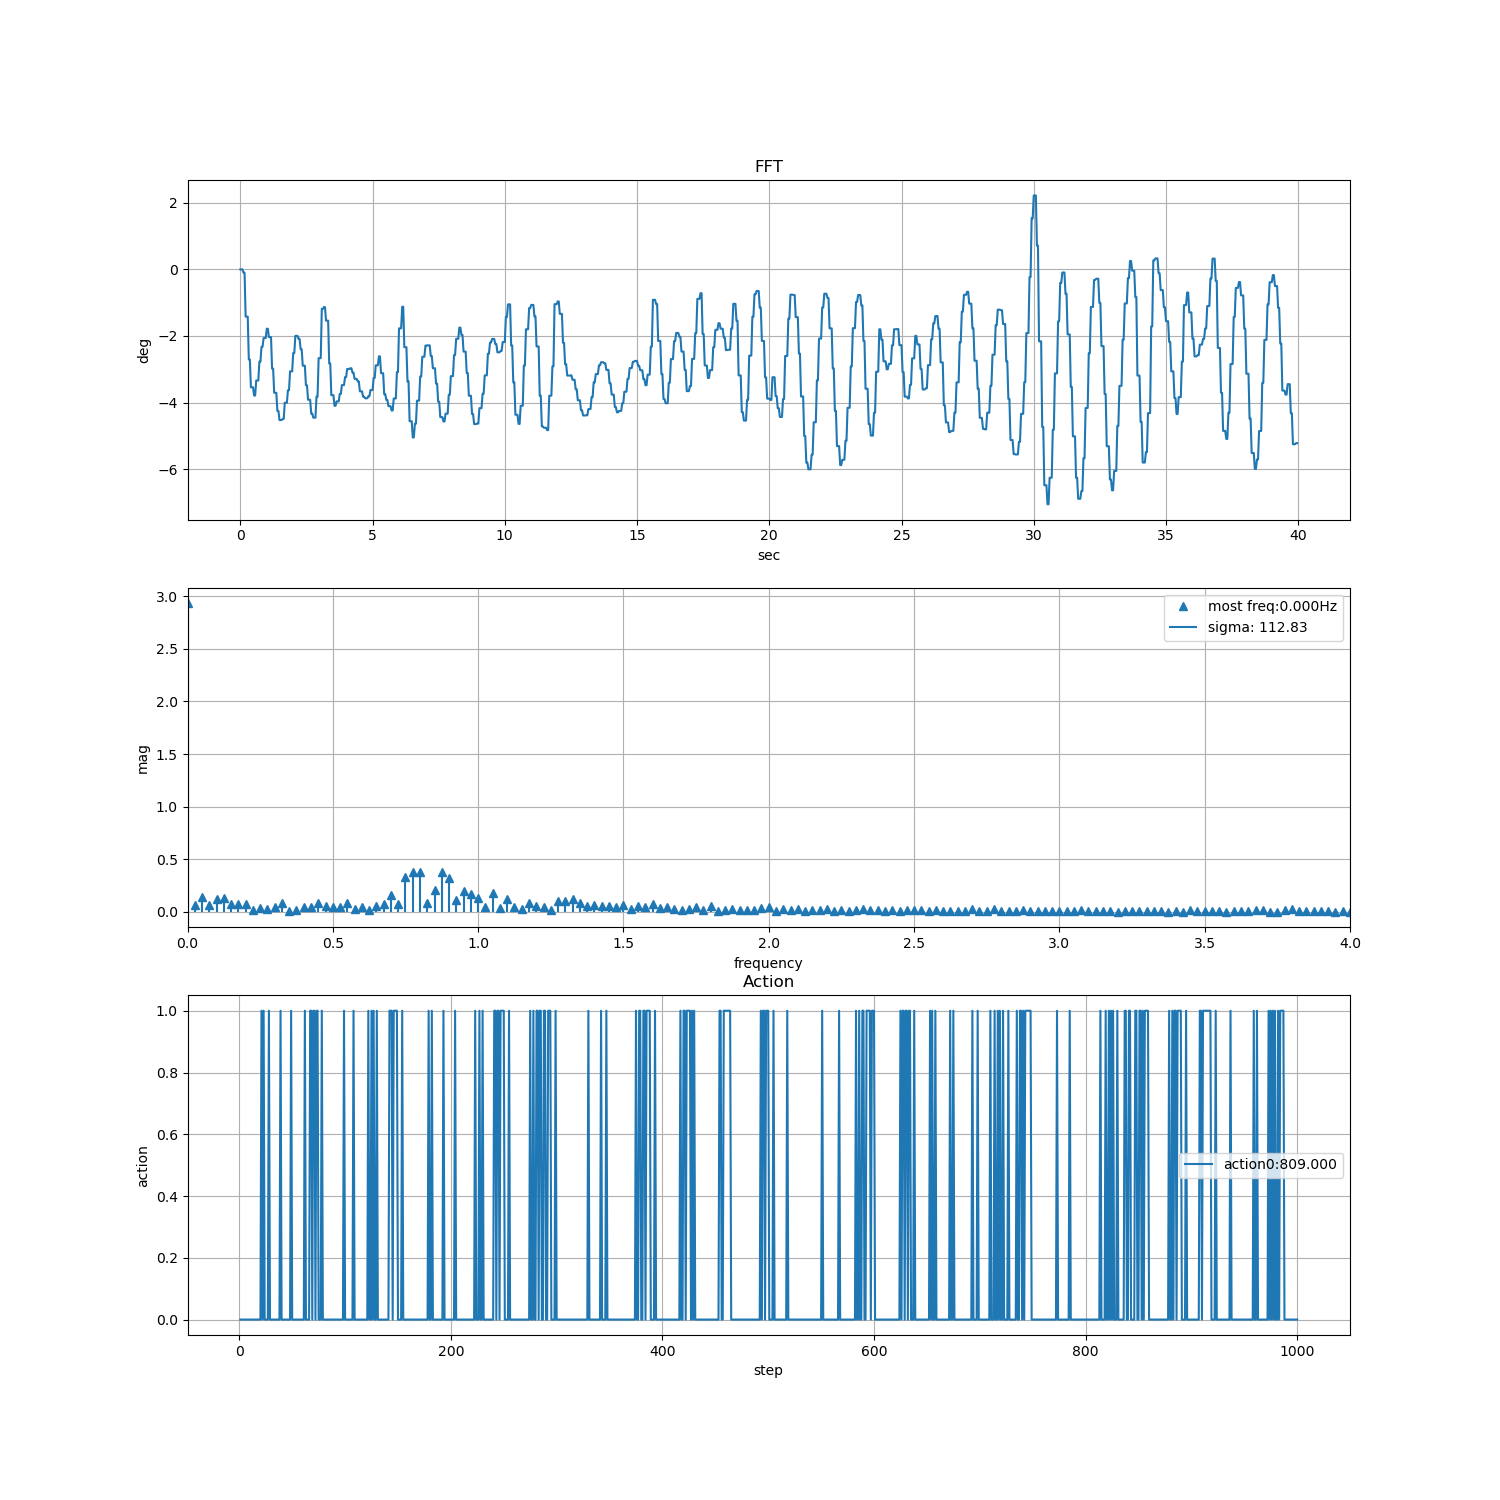 FFT
2
0
−2
−4
−6
deg
0 5 10 15 20 25 30 35 40
sec
3.0
2.5
2.0
1.5
1.0
0.5
0.0
mag
most freq:0.000Hz
sigma: 112.83
0.0 0.5 1.0 1.5 2.0 2.5 3.0 3.5 4.0
frequency
Action
1.0
0.8
0.6
0.4
0.2
0.0
action
action0:809.000
0 200 400 600 800 1000
step